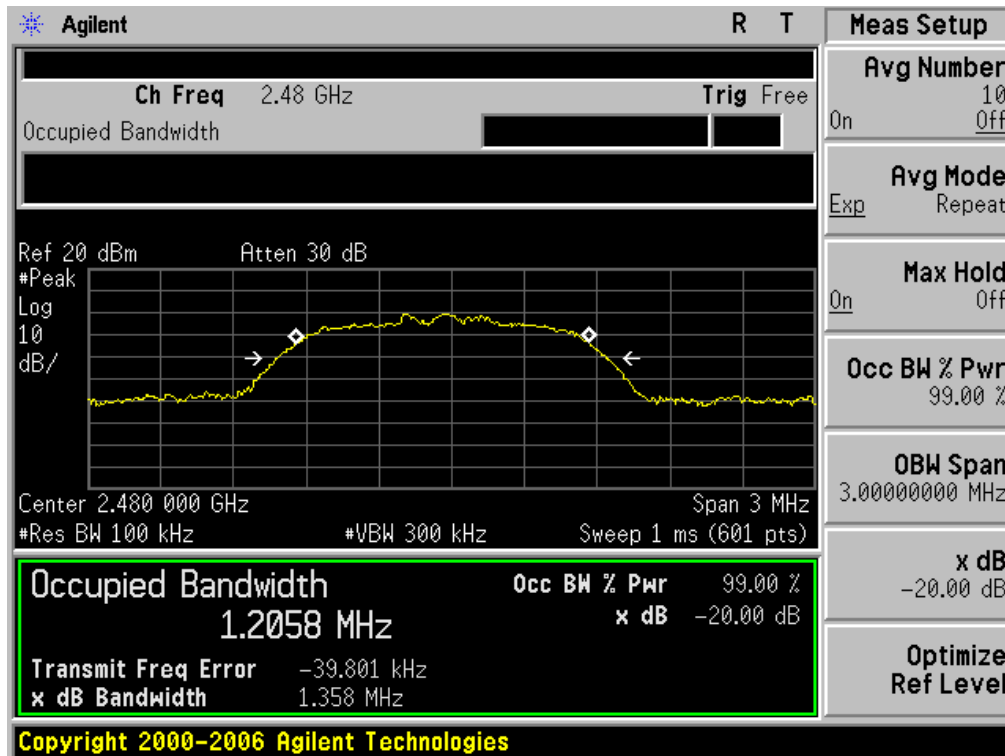 Agilent R T
Ch Freq 2.48 GHz Trig Free
Occupied Bandwidth
Ref 20 dBm Atten 30 dB
#Peak
Log
10
dB/
Center 2.480 000 GHz Span 3 MHz
#Res BW 100 kHz #VBW 300 kHz Sweep 1 ms (601 pts)
Occupied Bandwidth Occ BW % Pwr 99.00 %
1.2058 MHz x dB -20.00 dB
Transmit Freq Error -39.801 kHz
x dB Bandwidth 1.358 MHz
Copyright 2000-2006 Agilent Technologies
Meas Setup
Avg Number
10
On Off
Avg Mode
Exp Repeat
Max Hold
On Off
Occ BW % Pwr
99.00 %
OBW Span
3.00000000 MHz
x dB
-20.00 dB
Optimize
Ref Level